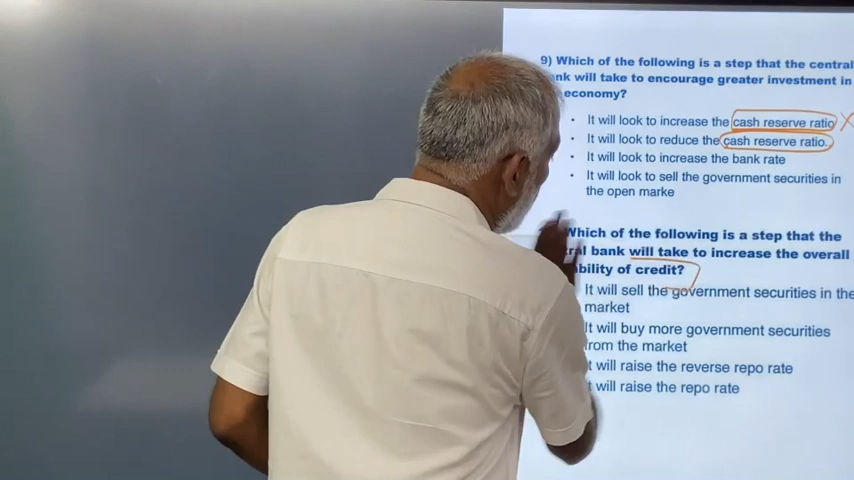 9) Which of the following is a step that the central
ank will take to encourage greater investment in
economy?
• It will look to increase the cash reserve ratio X
• It will look to reduce the cash reserve ratio.
• It will look to increase the bank rate
• It will look to sell the government securities in
the open market
Which of the following is a step that the
ral bank will take to increase the overall
bility of credit?
It will sell the government securities in the
market
It will buy more government securities
from the market
t will raise the reverse repo rate
t will raise the repo rate